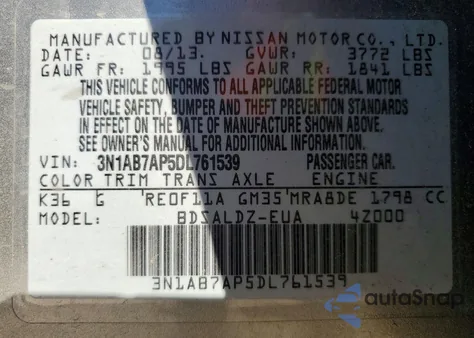 MANUFACTURED BY NISSAN MOTOR CO., LTD.
DATE: 08/13. GVWR: 3772 LBS
GAWR FR: 1995 LBS GAWR RR: 1841 LBS
THIS VEHICLE CONFORMS TO ALL APPLICABLE FEDERAL MOTOR
VEHICLE SAFETY, BUMPER AND THEFT PREVENTION STANDARDS
IN EFFECT ON THE DATE OF MANUFACTURE SHOWN ABOVE.
SEE OWNER'S MANUAL FOR ADDITIONAL INFORMATION.
VIN: 3N1AB7AP5DL761539 PASSENGER CAR.
COLOR TRIM TRANS AXLE ENGINE
K36 G RE0F11A GM35 MRA8DE 1798 CC
MODEL: BDSALDZ-EUA 4Z000
3N1AB7AP5DL761539
autoSnap